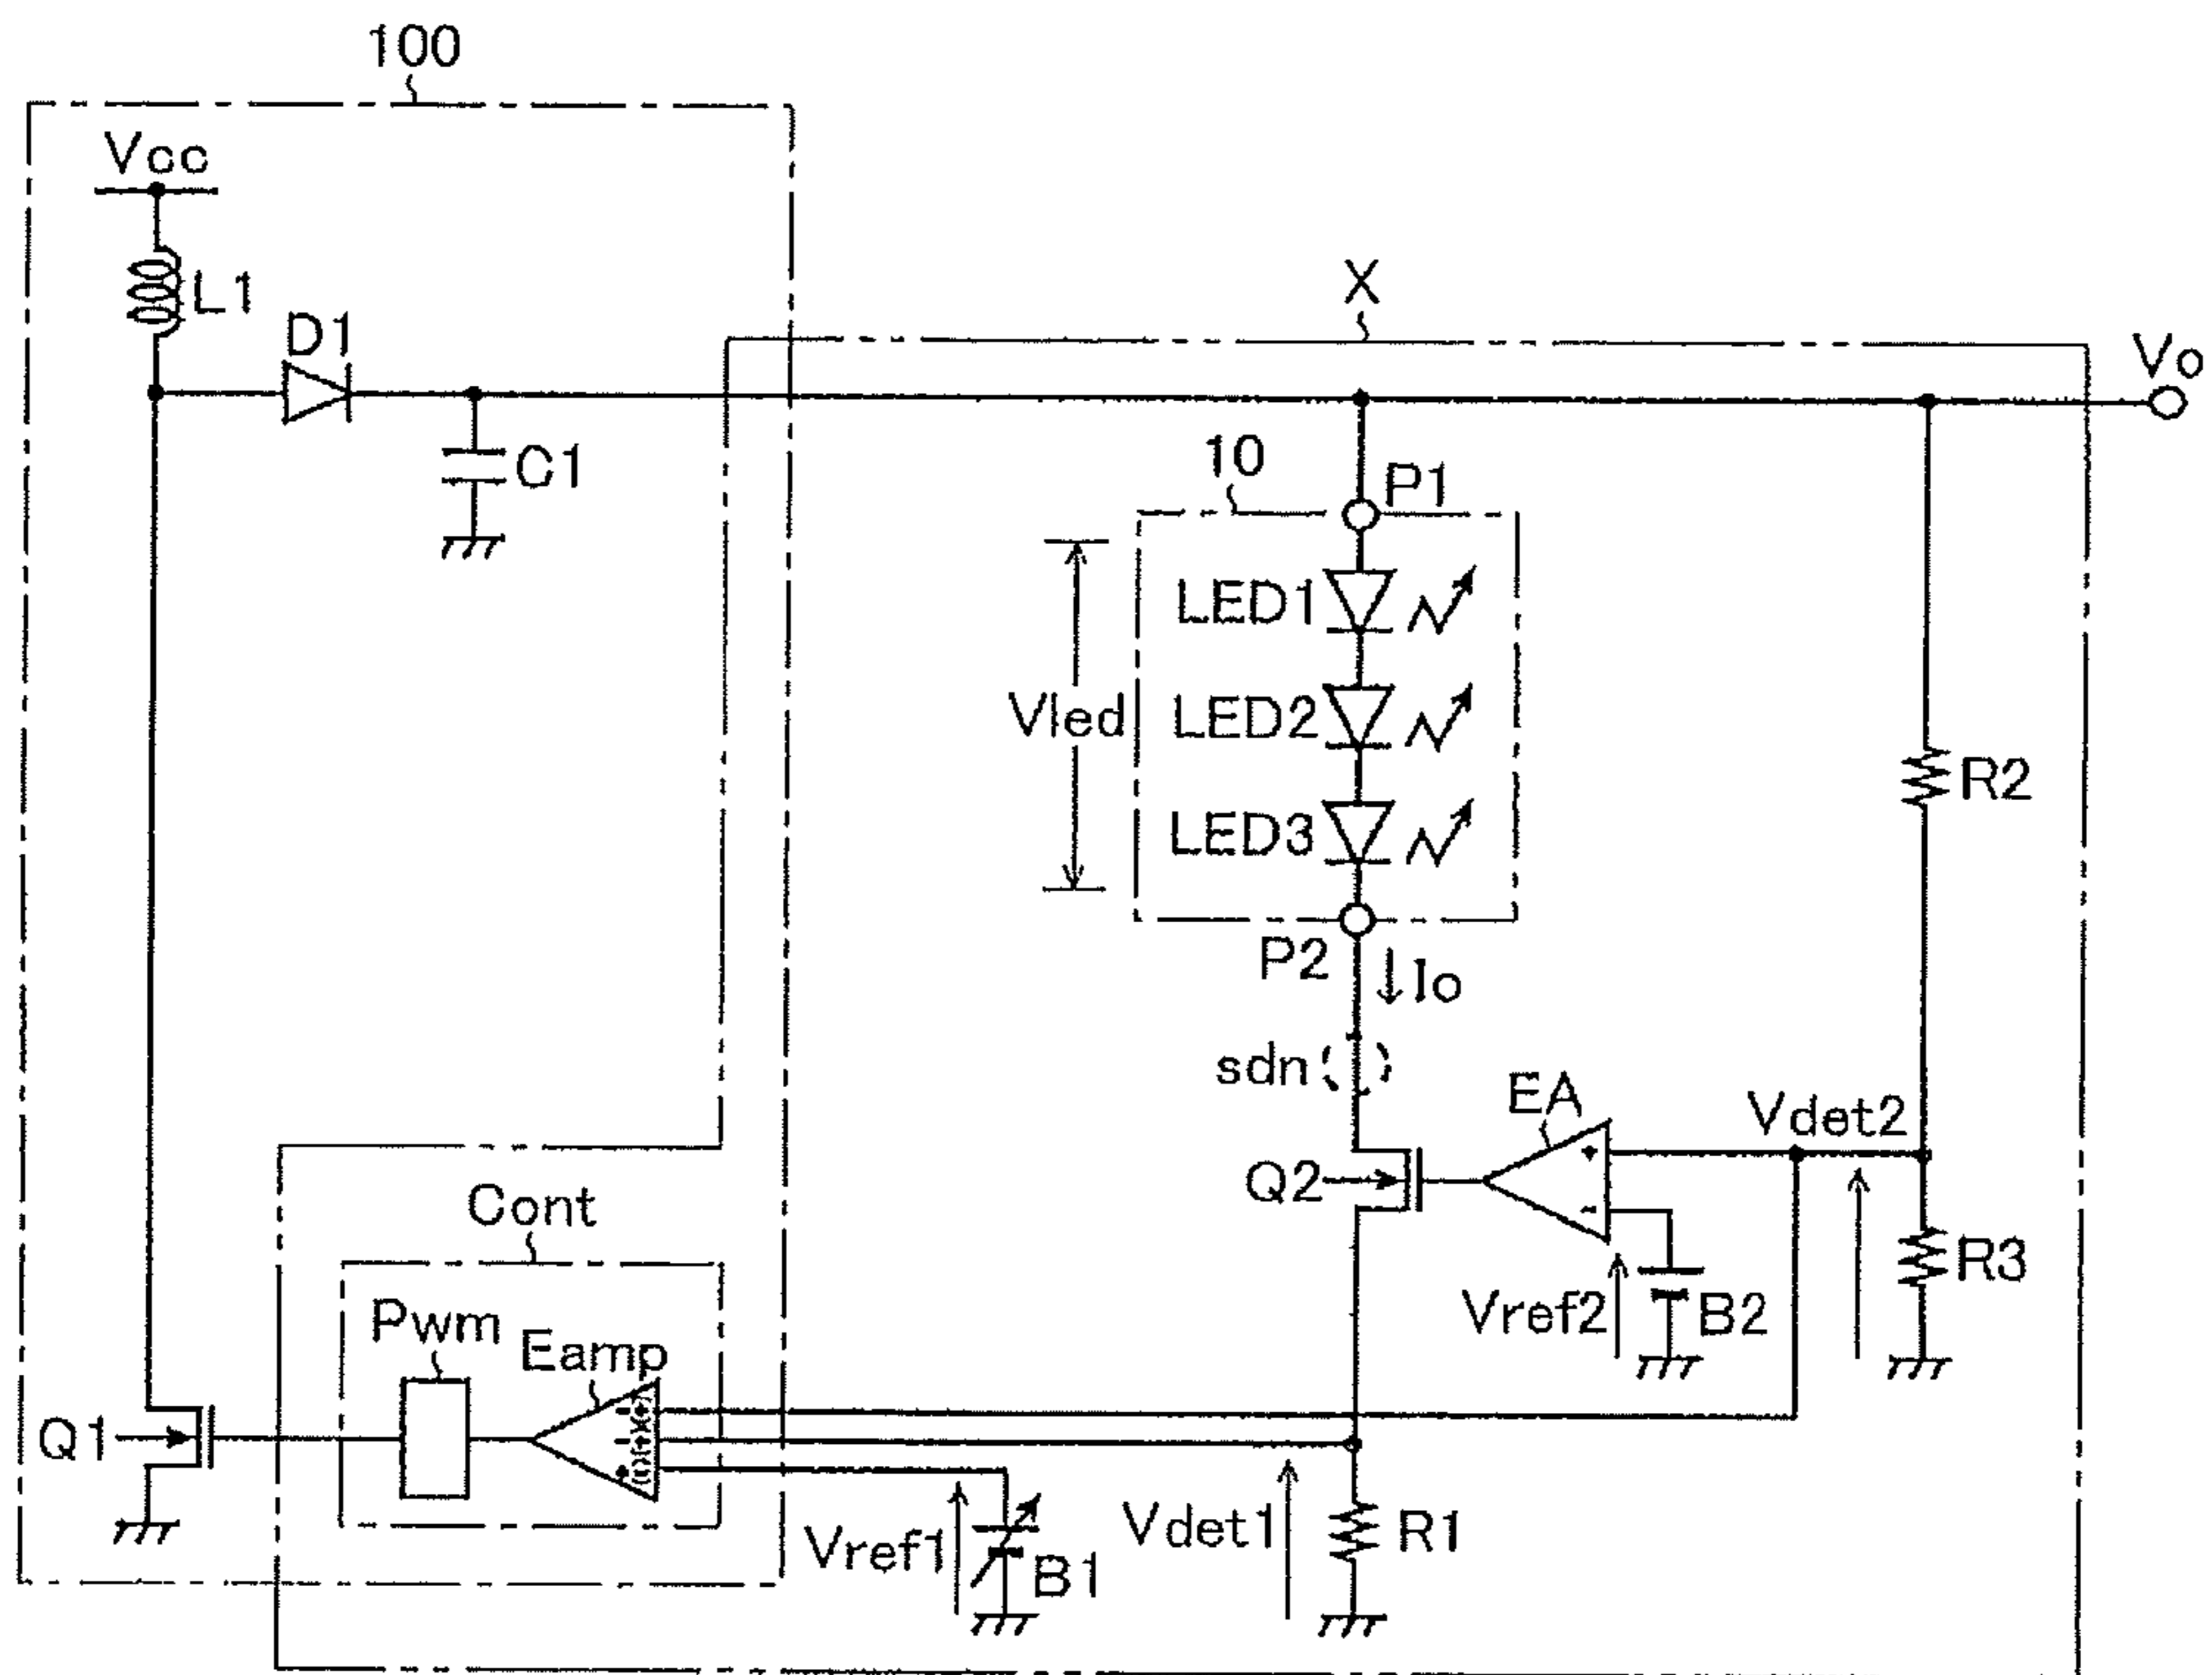 100
Vcc
L1
D1
C1
X
Vo
10
P1
LED1
LED2
LED3
Vled
P2
Io
sdn
R2
EA
Vdet2
Q2
+
-
Vref2
B2
R3
Cont
Pwm
Eamp
Q1
-(+)
-(+)
+(-)
Vref1
B1
Vdet1
R1